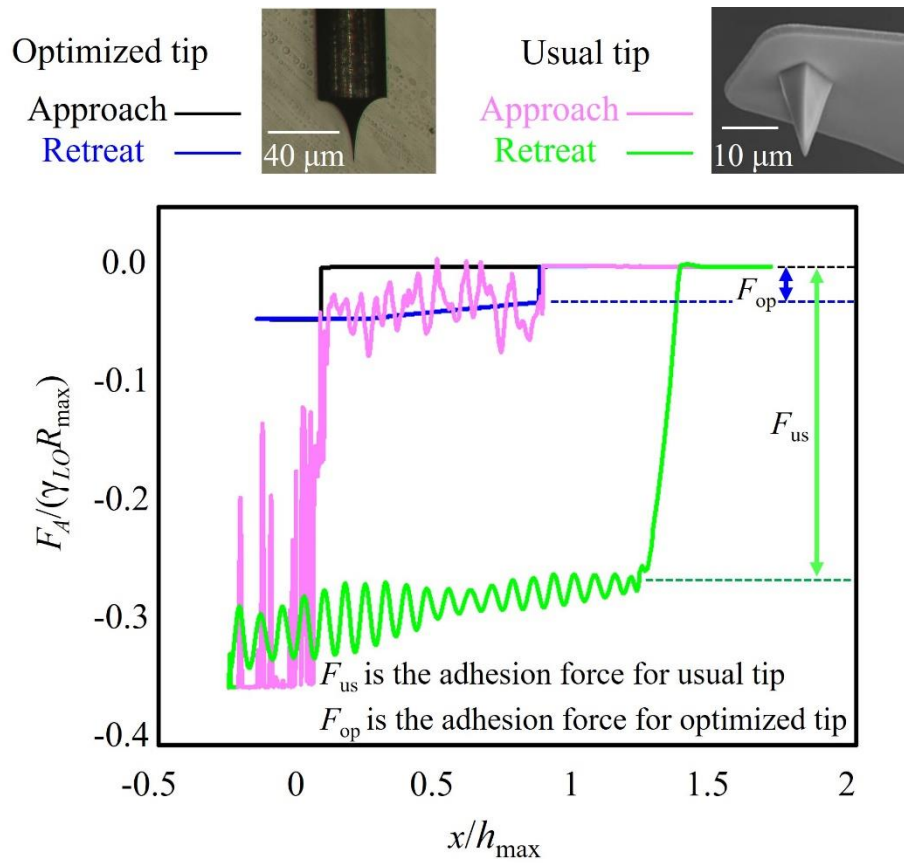 Optimized tip
Approach
Retreat
40 μm
Usual tip
Approach
Retreat
10 μm
0.0
-0.1
-0.2
-0.3
-0.4
F_A/(γ_LO R_max)
F_op
F_us
F_us is the adhesion force for usual tip
F_op is the adhesion force for optimized tip
-0.5
0
0.5
1
1.5
2
x/h_max